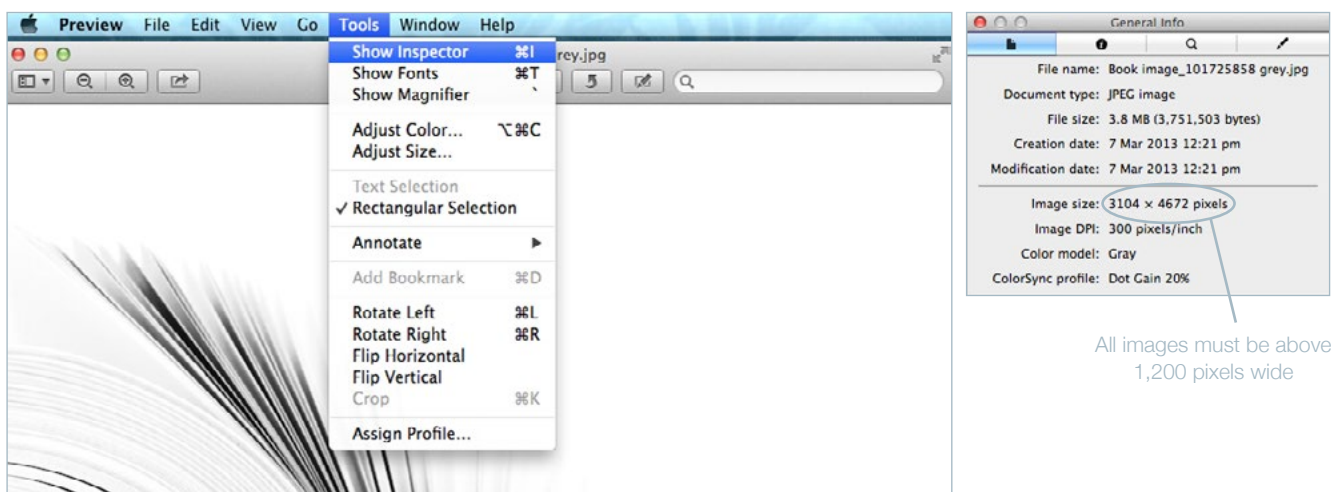 Preview File Edit View Go Tools Window Help
rey.jpg
Show Inspector ⌘I
Show Fonts ⌘T
Show Magnifier `
Adjust Color... ⌥⌘C
Adjust Size...
Text Selection
✓ Rectangular Selection
Annotate ▶
Add Bookmark ⌘D
Rotate Left ⌘L
Rotate Right ⌘R
Flip Horizontal
Flip Vertical
Crop ⌘K
Assign Profile...
General Info
File name: Book image_101725858 grey.jpg
Document type: JPEG image
File size: 3.8 MB (3,751,503 bytes)
Creation date: 7 Mar 2013 12:21 pm
Modification date: 7 Mar 2013 12:21 pm
Image size: 3104 × 4672 pixels
Image DPI: 300 pixels/inch
Color model: Gray
ColorSync profile: Dot Gain 20%
All images must be above
1,200 pixels wide